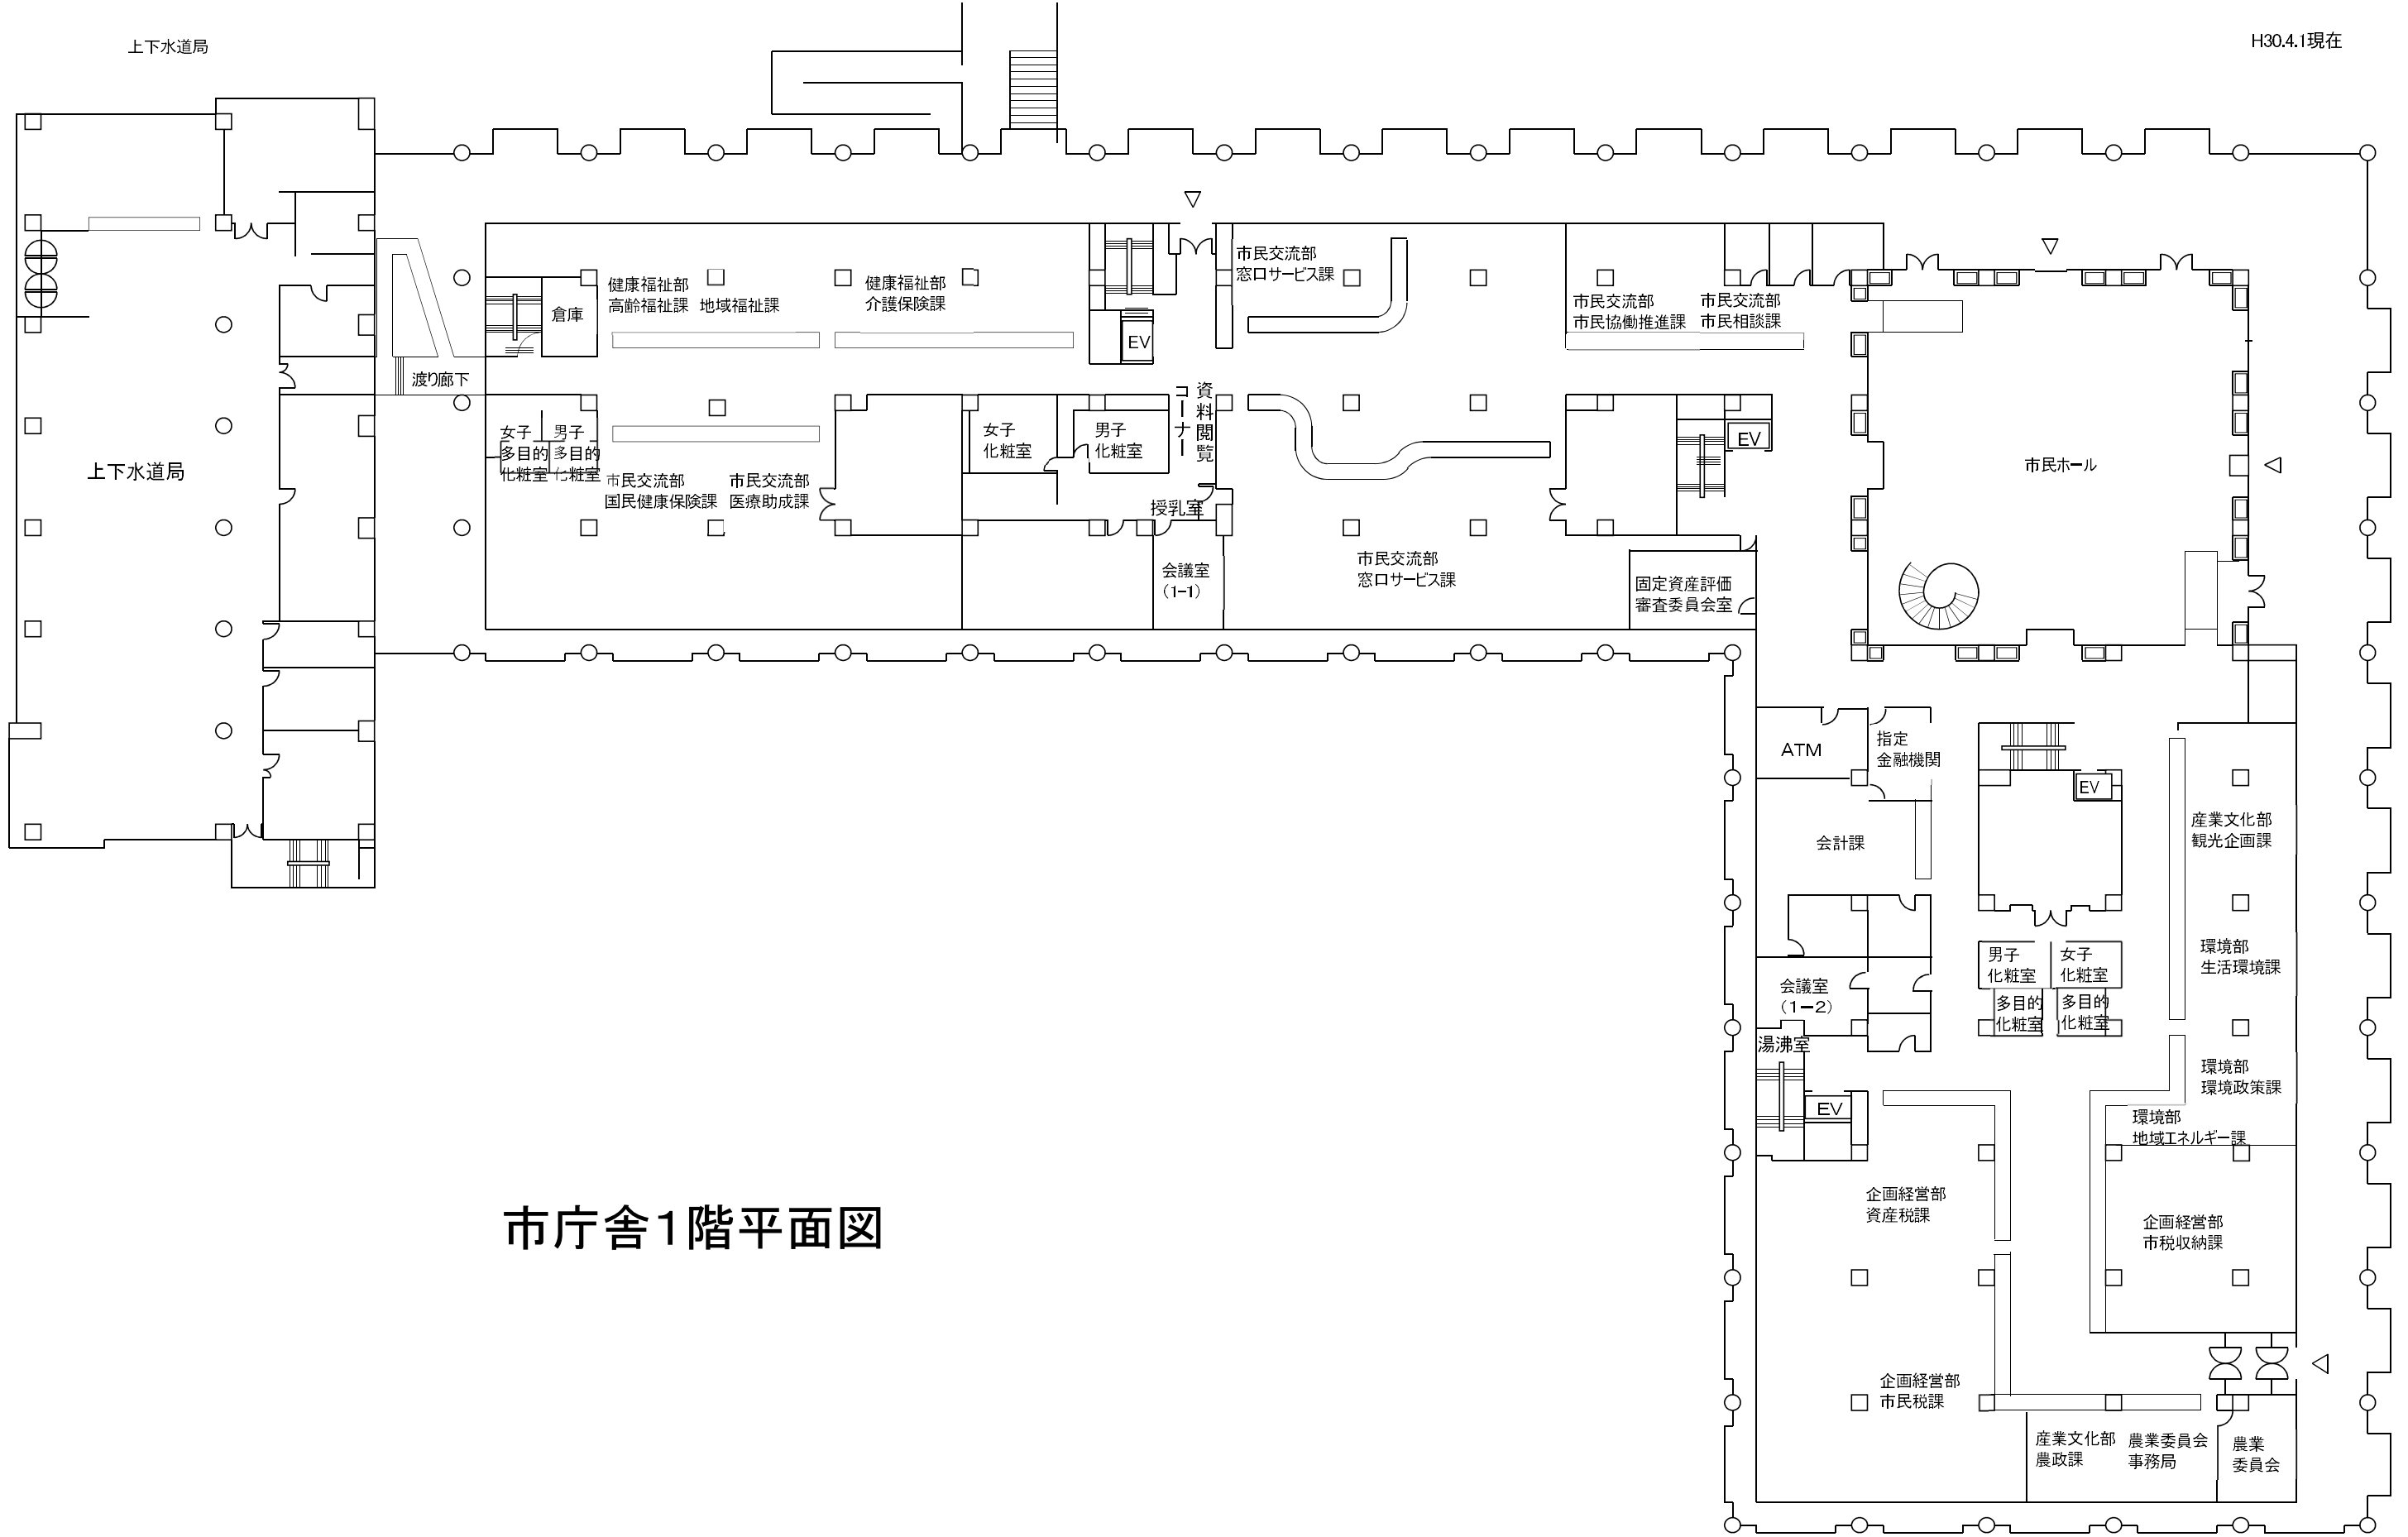 上下水道局
H30.4.1現在
市民交流部
窓口サービス課
健康福祉部
高齢福祉課 地域福祉課
健康福祉部
介護保険課
倉庫
市民交流部
市民協働推進課
市民交流部
市民相談課
EV
渡り廊下
資料閲覧
コーナー
女子
多目的
化粧室
男子
多目的
化粧室
女子
化粧室
男子
化粧室
EV
市民ホール
上下水道局
市民交流部
国民健康保険課
市民交流部
医療助成課
授乳室
会議室
(1-1)
市民交流部
窓口サービス課
固定資産評価
審査委員会室
ATM
指定
金融機関
EV
会計課
産業文化部
観光企画課
男子
化粧室
女子
化粧室
環境部
生活環境課
会議室
(1-2)
多目的
化粧室
多目的
化粧室
湯沸室
環境部
環境政策課
EV
環境部
地域エネルギー課
企画経営部
資産税課
企画経営部
市税収納課
市庁舎1階平面図
企画経営部
市民税課
産業文化部
農政課
農業委員会
事務局
農業
委員会